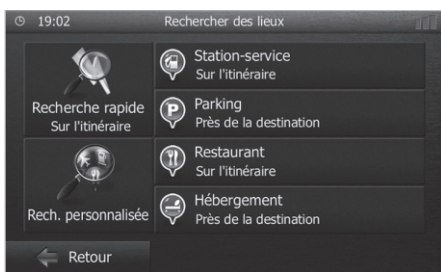 19:02
Rechercher des lieux
Recherche rapide
Sur l'itinéraire
Rech. personnalisée
Station-service
Sur l'itinéraire
P
Parking
Près de la destination
Restaurant
Sur l'itinéraire
Hébergement
Près de la destination
Retour